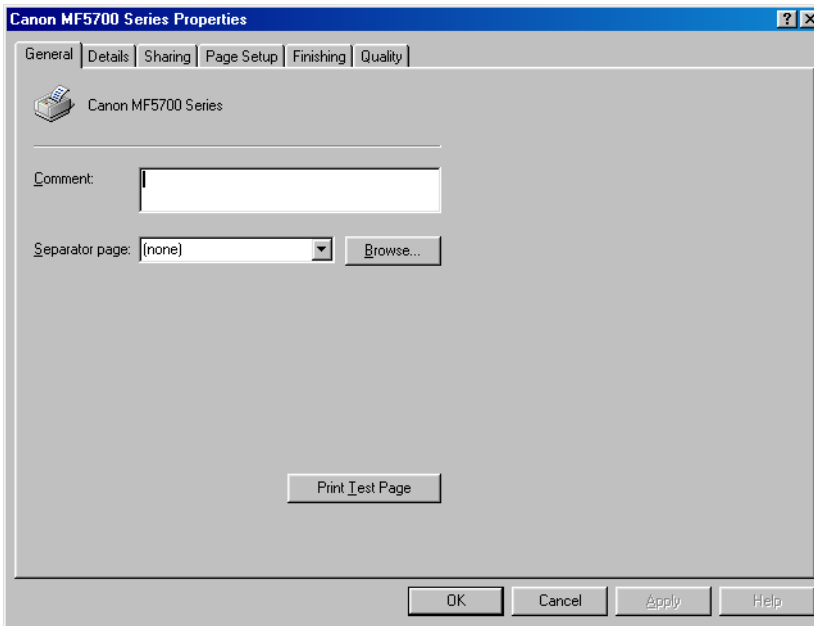 Canon MF5700 Series Properties
General Details Sharing Page Setup Finishing Quality
Canon MF5700 Series
Comment:
Separator page: (none) Browse...
Print Test Page
OK Cancel Apply Help